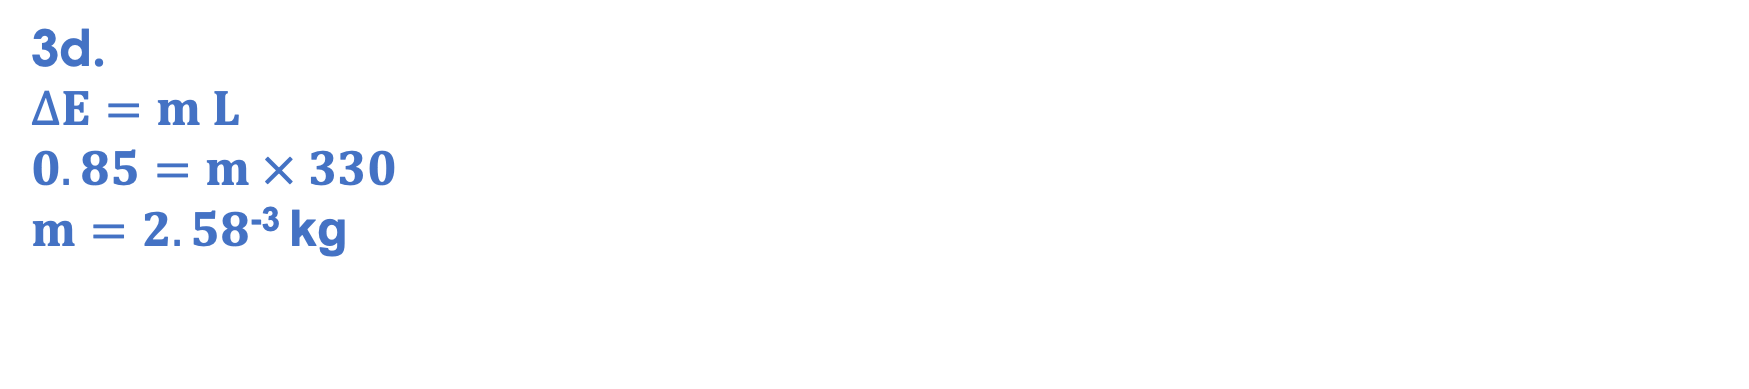 3d.
ΔE = m L
0.85 = m × 330
m = 2.58⁻³ kg